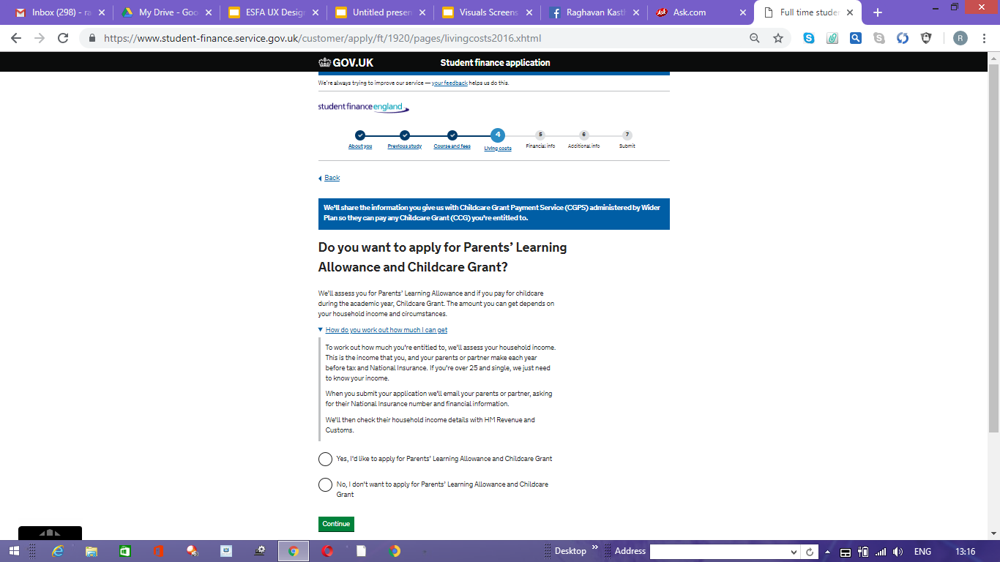 Inbox (298) - ra
My Drive - Goo
ESFA UX Design
Untitled presen
Visuals Screens
Raghavan Kastl
Ask
Ask.com
Full time studen
https://www.student-finance.service.gov.uk/customer/apply/ft/1920/pages/livingcosts2016.xhtml
R
GOV.UK
Student finance application
We're always trying to improve our service — your feedback helps us do this.
student finance england
4
5
6
7
About you
Previous study
Course and fees
Living costs
Financial info
Additional info
Submit
Back
We'll share the information you give us with Childcare Grant Payment Service (CGPS) administered by Wider
Plan so they can pay any Childcare Grant (CCG) you're entitled to.
Do you want to apply for Parents' Learning
Allowance and Childcare Grant?
We'll assess you for Parents' Learning Allowance and if you pay for childcare
during the academic year, Childcare Grant. The amount you can get depends on
your household income and circumstances.
How do you work out how much I can get
To work out how much you're entitled to, we'll assess your household income.
This is the income that you, and your parents or partner make each year
before tax and National Insurance. If you're over 25 and single, we just need
to know your income.
When you submit your application we'll email your parents or partner, asking
for their National Insurance number and financial information.
We'll then check their household income details with HM Revenue and
Customs.
Yes, I'd like to apply for Parents' Learning Allowance and Childcare Grant
No, I don't want to apply for Parents' Learning Allowance and Childcare
Grant
Continue
Desktop
Address
ENG
13:16